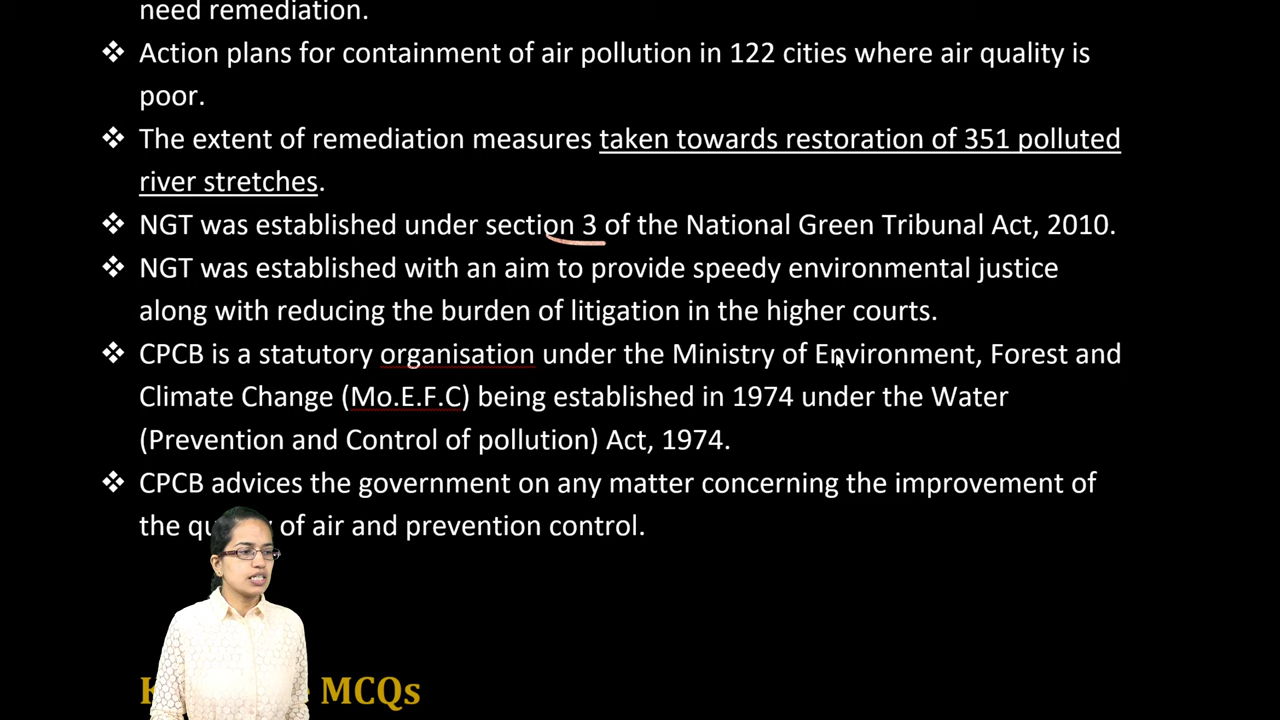 need remediation.
❖ Action plans for containment of air pollution in 122 cities where air quality is
poor.
❖ The extent of remediation measures taken towards restoration of 351 polluted
river stretches.
❖ NGT was established under section 3 of the National Green Tribunal Act, 2010.
❖ NGT was established with an aim to provide speedy environmental justice
along with reducing the burden of litigation in the higher courts.
❖ CPCB is a statutory organisation under the Ministry of Environment, Forest and
Climate Change (Mo.E.F.C) being established in 1974 under the Water
(Prevention and Control of pollution) Act, 1974.
❖ CPCB advices the government on any matter concerning the improvement of
the of air and prevention control.
MCQs